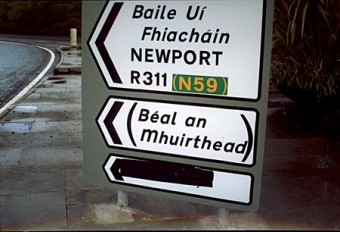 Baile Uí
Fhiacháin
NEWPORT
R311 (N59)
(Béal an
Mhuirthead)